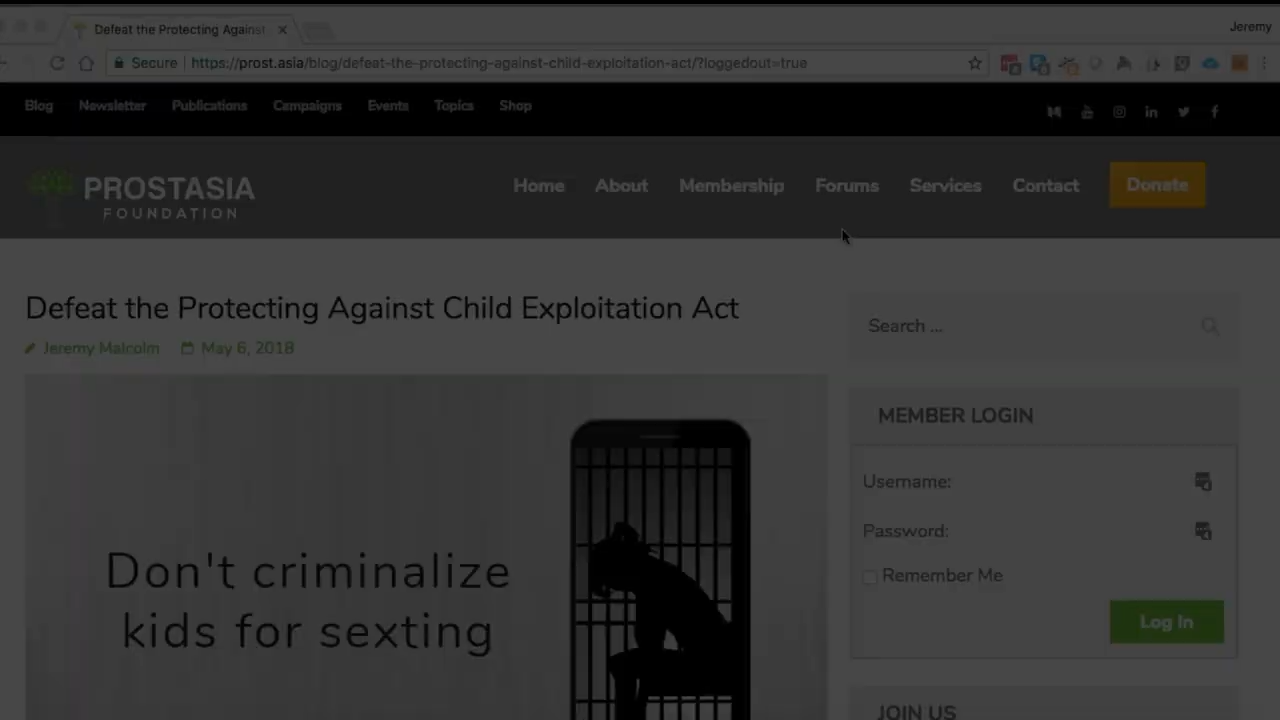 Defeat the Protecting Against
Jeremy
Secure
https://prost.asia/blog/defeat-the-protecting-against-child-exploitation-act/?loggedout=true
Blog Newsletter Publications Campaigns Events Topics Shop
PROSTASIA
FOUNDATION
Home About Membership Forums Services Contact Donate
Defeat the Protecting Against Child Exploitation Act
Jeremy Malcolm May 6, 2018
Search ...
MEMBER LOGIN
Username:
Password:
Remember Me
Log In
Don't criminalize
kids for sexting
JOIN US